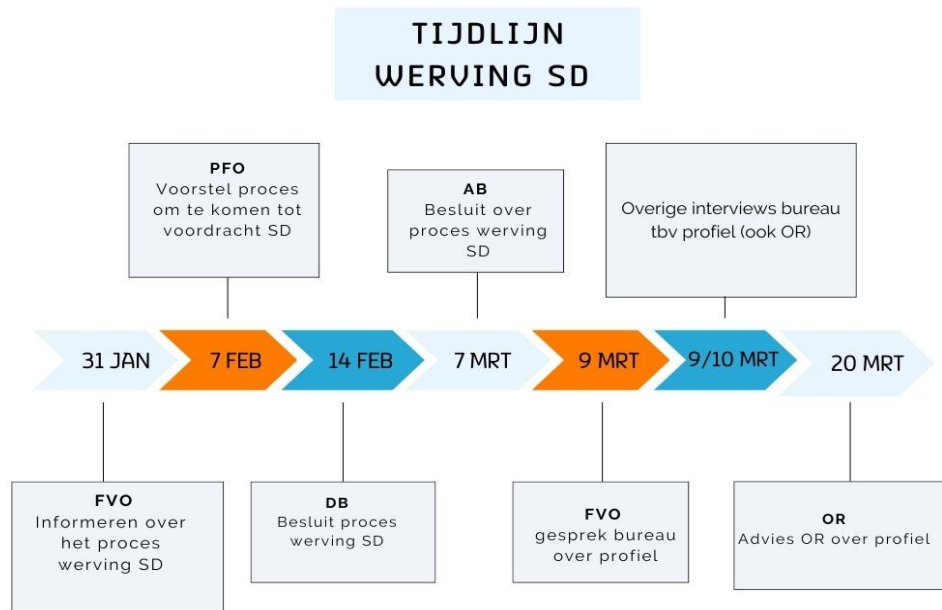 TIJDLIJN
WERVING SD
PFO
Voorstel proces
om te komen tot
voordracht SD
AB
Besluit over
proces werving
SD
Overige interviews bureau
tbv profiel (ook OR)
31 JAN
7 FEB
14 FEB
7 MRT
9 MRT
9/10 MRT
20 MRT
FVO
Informeren over
het proces
werving SD
DB
Besluit proces
werving SD
FVO
gesprek bureau
over profiel
OR
Advies OR over profiel